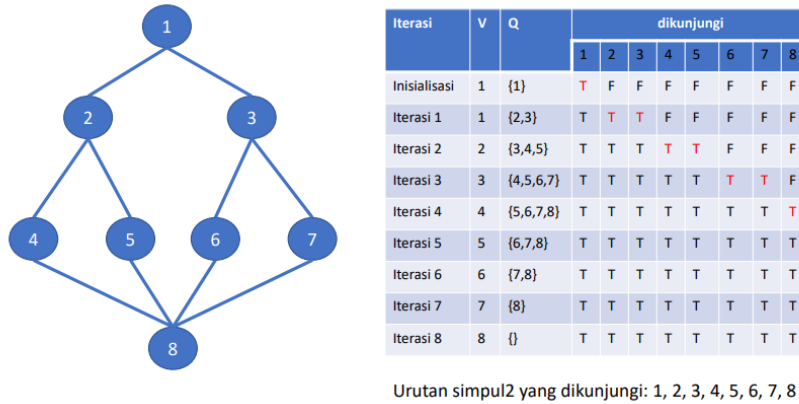 1
2
3
4
5
6
7
8
Iterasi V Q dikunjungi
1 2 3 4 5 6 7 8
Inisialisasi 1 {1} T F F F F F F F
Iterasi 1 1 {2,3} T T T F F F F F
Iterasi 2 2 {3,4,5} T T T T T F F F
Iterasi 3 3 {4,5,6,7} T T T T T T T F
Iterasi 4 4 {5,6,7,8} T T T T T T T T
Iterasi 5 5 {6,7,8} T T T T T T T T
Iterasi 6 6 {7,8} T T T T T T T T
Iterasi 7 7 {8} T T T T T T T T
Iterasi 8 8 {} T T T T T T T T
Urutan simpul2 yang dikunjungi: 1, 2, 3, 4, 5, 6, 7, 8